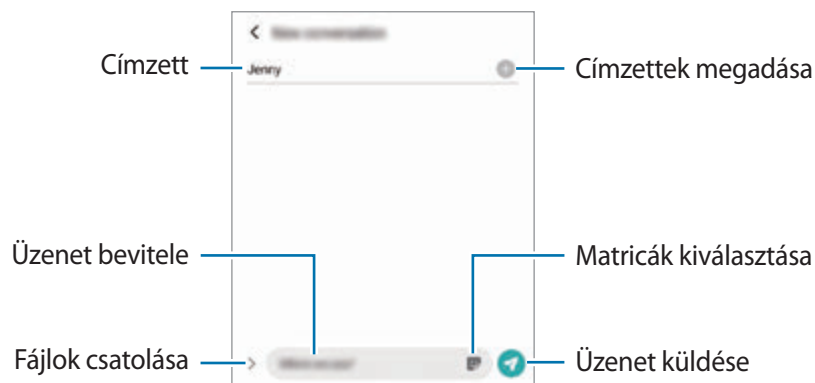 Címzett
Jenny
Címzettek megadása
Üzenet bevitele
Matricák kiválasztása
Fájlok csatolása
Üzenet küldése